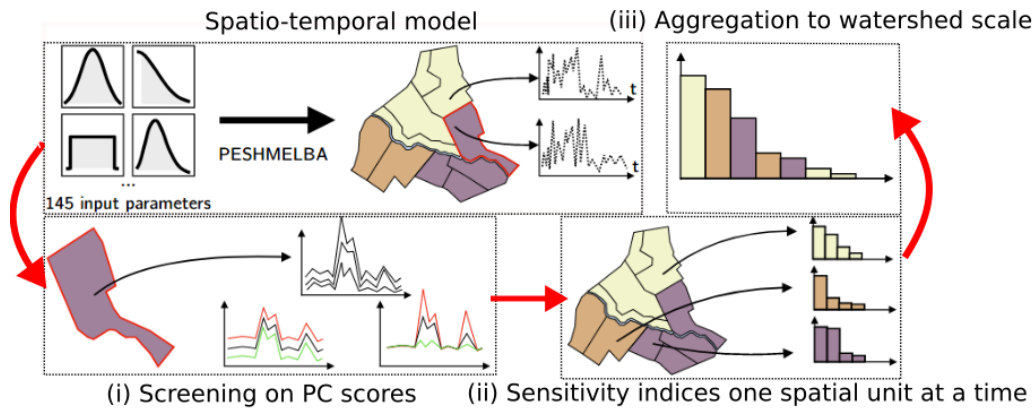 Spatio-temporal model
(iii) Aggregation to watershed scale
t
PESHMELBA
t
...
145 input parameters
(i) Screening on PC scores
(ii) Sensitivity indices one spatial unit at a time